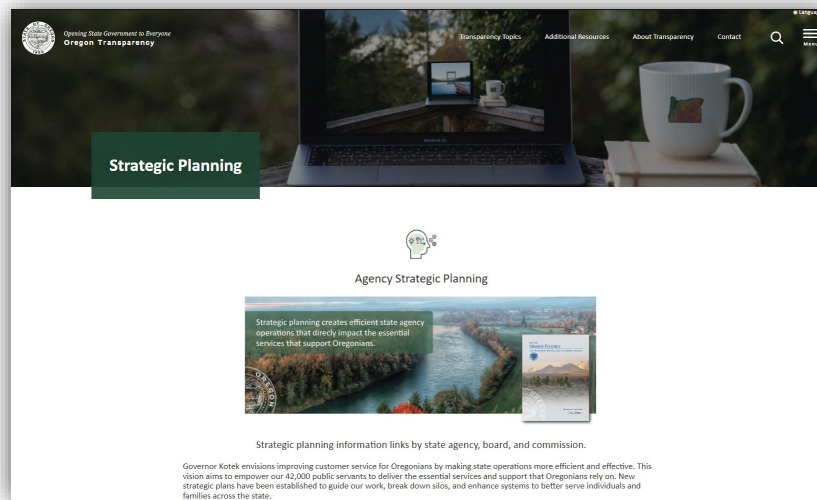 Languag
Opening State Government to Everyone
Oregon Transparency
Transparency Topics
Additional Resources
About Transparency
Contact
Menu
Strategic Planning
Agency Strategic Planning
Strategic planning creates efficient state agency
operations that direcly impact the essential
services that support Oregonians.
OREGON
Strategic planning information links by state agency, board, and commission.
Governor Kotek envisions improving customer service for Oregonians by making state operations more efficient and effective. This
vision aims to empower our 42,000 public servants to deliver the essential services and support that Oregonians rely on. New
strategic plans have been established to guide our work, break down silos, and enhance systems to better serve individuals and
families across the state.